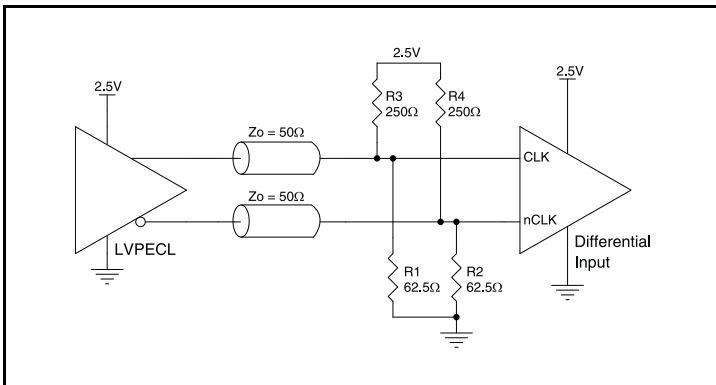 2.5V
2.5V
2.5V
R3
250Ω
R4
250Ω
Zo = 50Ω
CLK
Zo = 50Ω
nCLK
LVPECL
Differential
Input
R1
62.5Ω
R2
62.5Ω